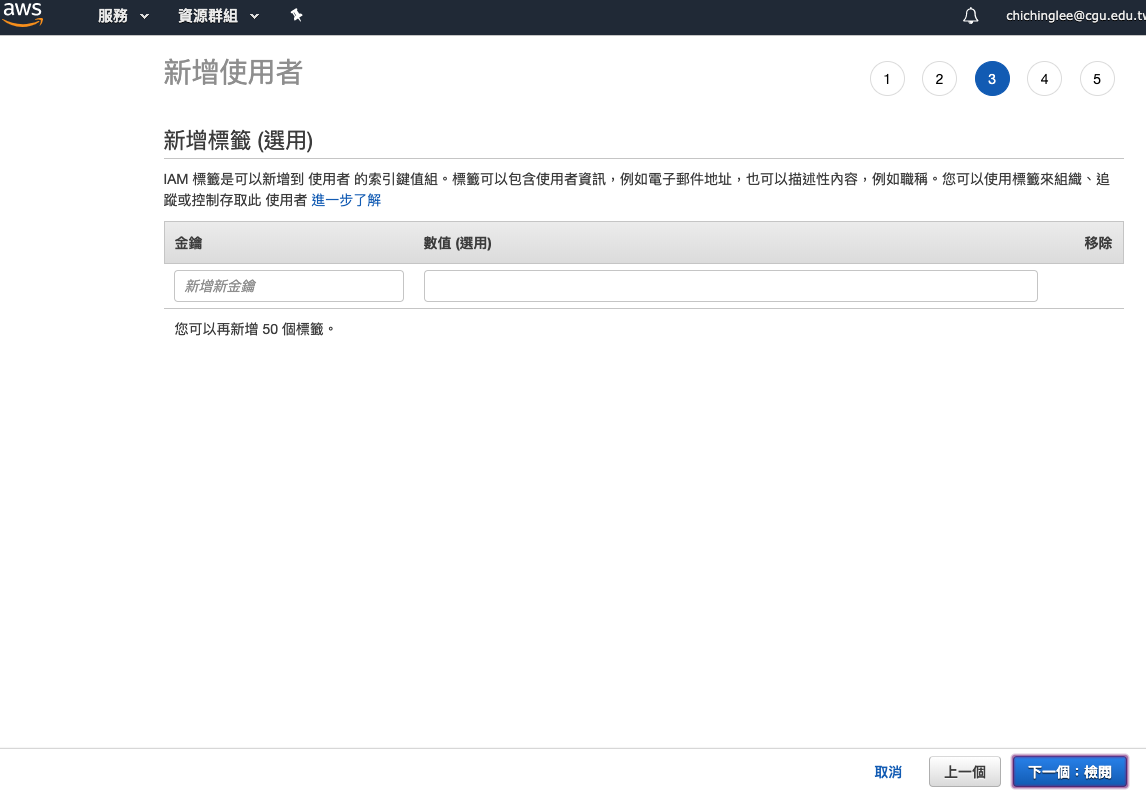 aws 服務 資源群組 chichinglee@cgu.edu.tw
新增使用者 1 2 3 4 5
新增標籤 (選用)
IAM 標籤是可以新增到 使用者 的索引鍵值組。標籤可以包含使用者資訊，例如電子郵件地址，也可以描述性內容，例如職稱。您可以使用標籤來組織、追
蹤或控制存取此 使用者 進一步了解
金鑰 數值 (選用) 移除
新增新金鑰
您可以再新增 50 個標籤。
取消 上一個 下一個：檢閱